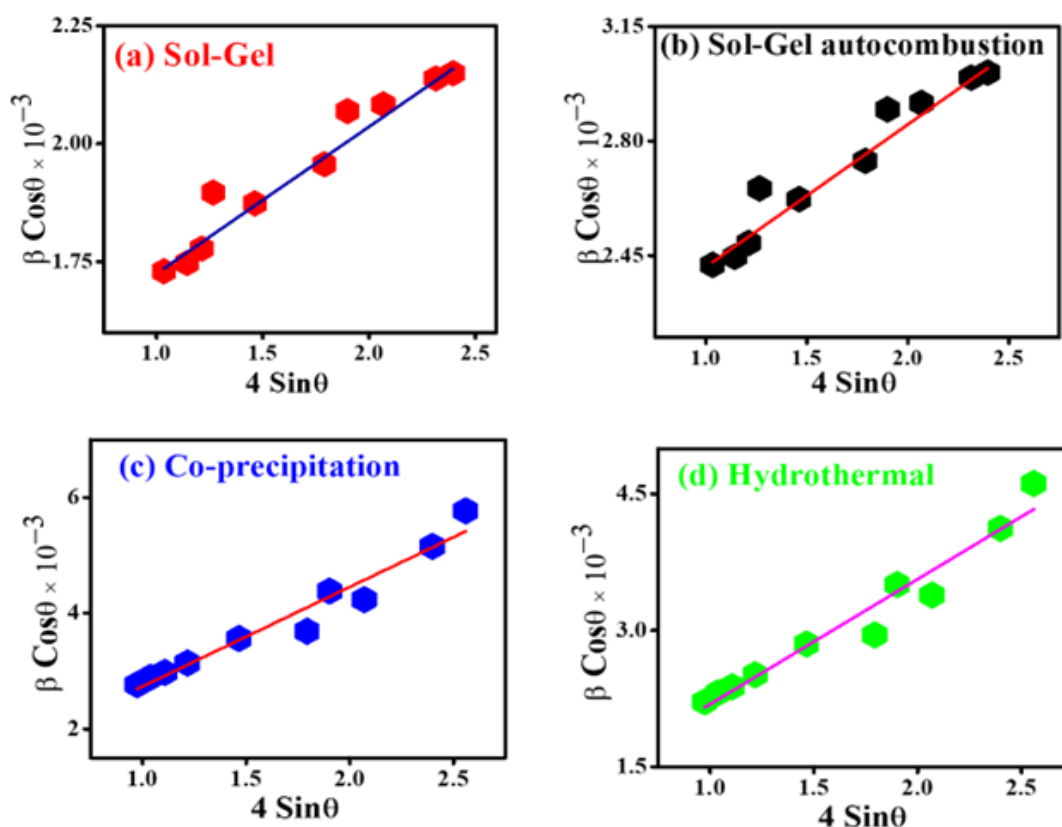 (a) Sol-Gel
β Cosθ × 10⁻³
2.25
2.00
1.75
1.0 1.5 2.0 2.5
4 Sinθ
(b) Sol-Gel autocombustion
β Cosθ × 10⁻³
3.15
2.80
2.45
1.0 1.5 2.0 2.5
4 Sinθ
(c) Co-precipitation
β Cosθ × 10⁻³
6
4
2
1.0 1.5 2.0 2.5
4 Sinθ
(d) Hydrothermal
β Cosθ × 10⁻³
4.5
3.0
1.5
1.0 1.5 2.0 2.5
4 Sinθ